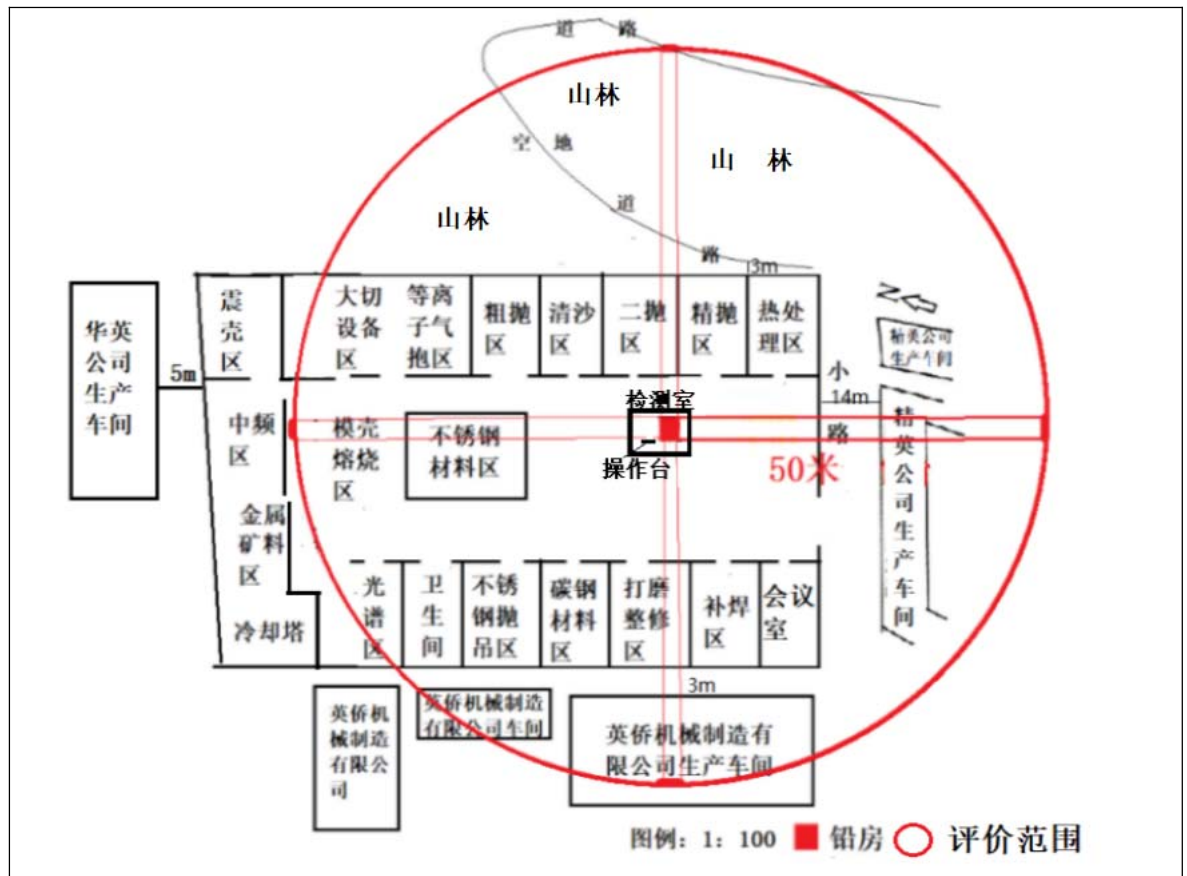 道 路
山林
空 地
山 林
山林
道
路
3m
震
壳
区
大切
设备
区
等离
子气
抱区
粗抛
区
清沙
区
二抛
区
精抛
区
热处
理区
N
精英公司
生产车间
华英
公司
生产
车间
5m
小
路
14m
检测室
中频
区
模壳
熔烧
区
不锈钢
材料区
操作台
50米
精
英
公
司
生
产
车
间
金属
矿料
区
冷却塔
光
谱
区
卫
生
间
不锈
钢抛
吊区
碳钢
材料
区
打磨
整修
区
补焊
区
会议
室
3m
英侨机
械制造
有限公
司
英侨机械制造
有限公司车间
英侨机械制造有
限公司生产车间
图例：1：100 铅房 评价范围